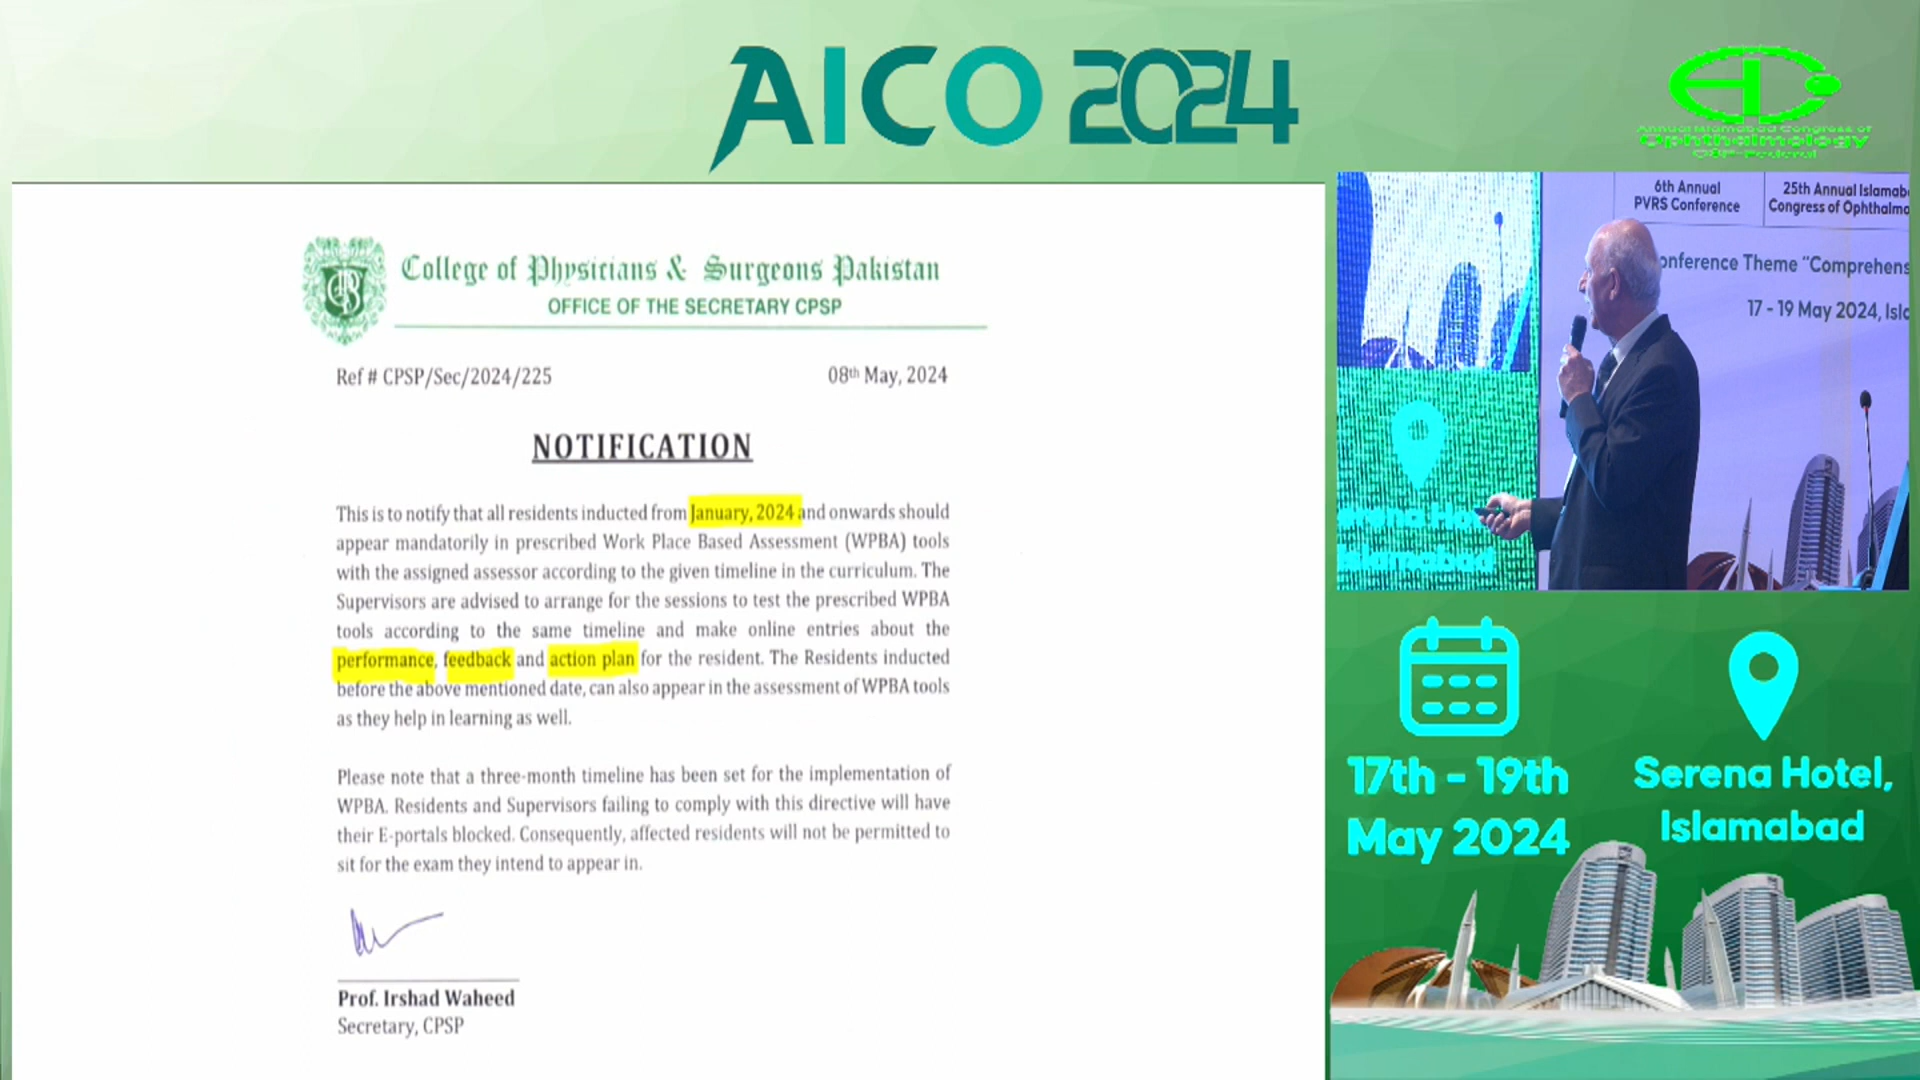 AICO 2024
Annual Islamabad Congress of
Ophthalmology
OSP-Federal
College of Physicians & Surgeons Pakistan
OFFICE OF THE SECRETARY CPSP
Ref # CPSP/Sec/2024/225
08th May, 2024
NOTIFICATION
This is to notify that all residents inducted from January, 2024 and onwards should
appear mandatorily in prescribed Work Place Based Assessment (WPBA) tools
with the assigned assessor according to the given timeline in the curriculum. The
Supervisors are advised to arrange for the sessions to test the prescribed WPBA
tools according to the same timeline and make online entries about the
performance, feedback and action plan for the resident. The Residents inducted
before the above mentioned date, can also appear in the assessment of WPBA tools
as they help in learning as well.
Please note that a three-month timeline has been set for the implementation of
WPBA. Residents and Supervisors failing to comply with this directive will have
their E-portals blocked. Consequently, affected residents will not be permitted to
sit for the exam they intend to appear in.
Prof. Irshad Waheed
Secretary, CPSP
6th Annual
PVRS Conference
25th Annual Islamab
Congress of Ophthalmo
onference Theme "Comprehens
17 - 19 May 2024, Isl
17th - 19th
May 2024
Serena Hotel,
Islamabad